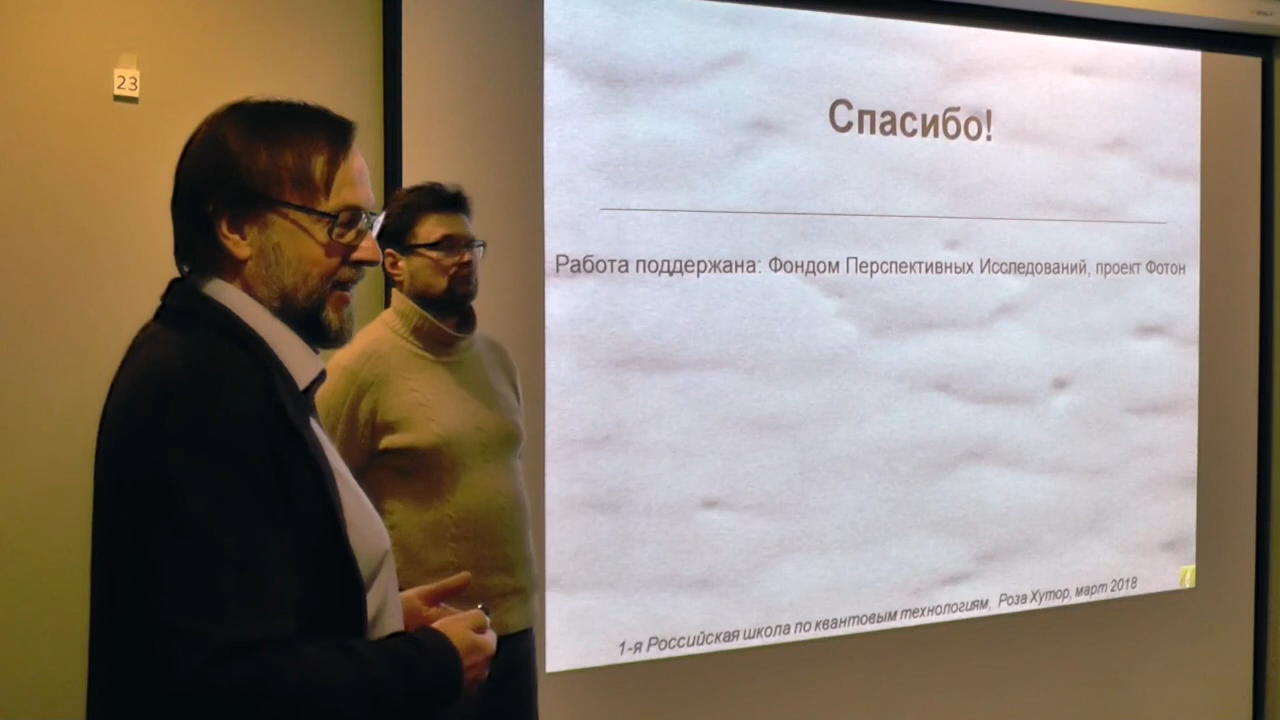 23
Спасибо!
Работа поддержана: Фондом Перспективных Исследований, проект Фотон
1-я Российская школа по квантовым технологиям, Роза Хутор, март 2018